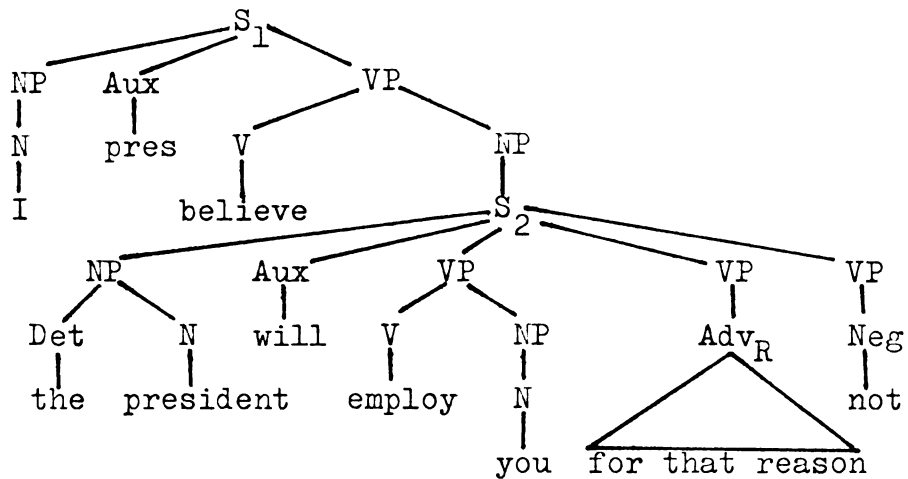 S1
NP Aux VP
N pres V NP
I believe S2
NP Aux VP VP VP
Det N will V NP AdvR Neg
the president employ N not
you for that reason